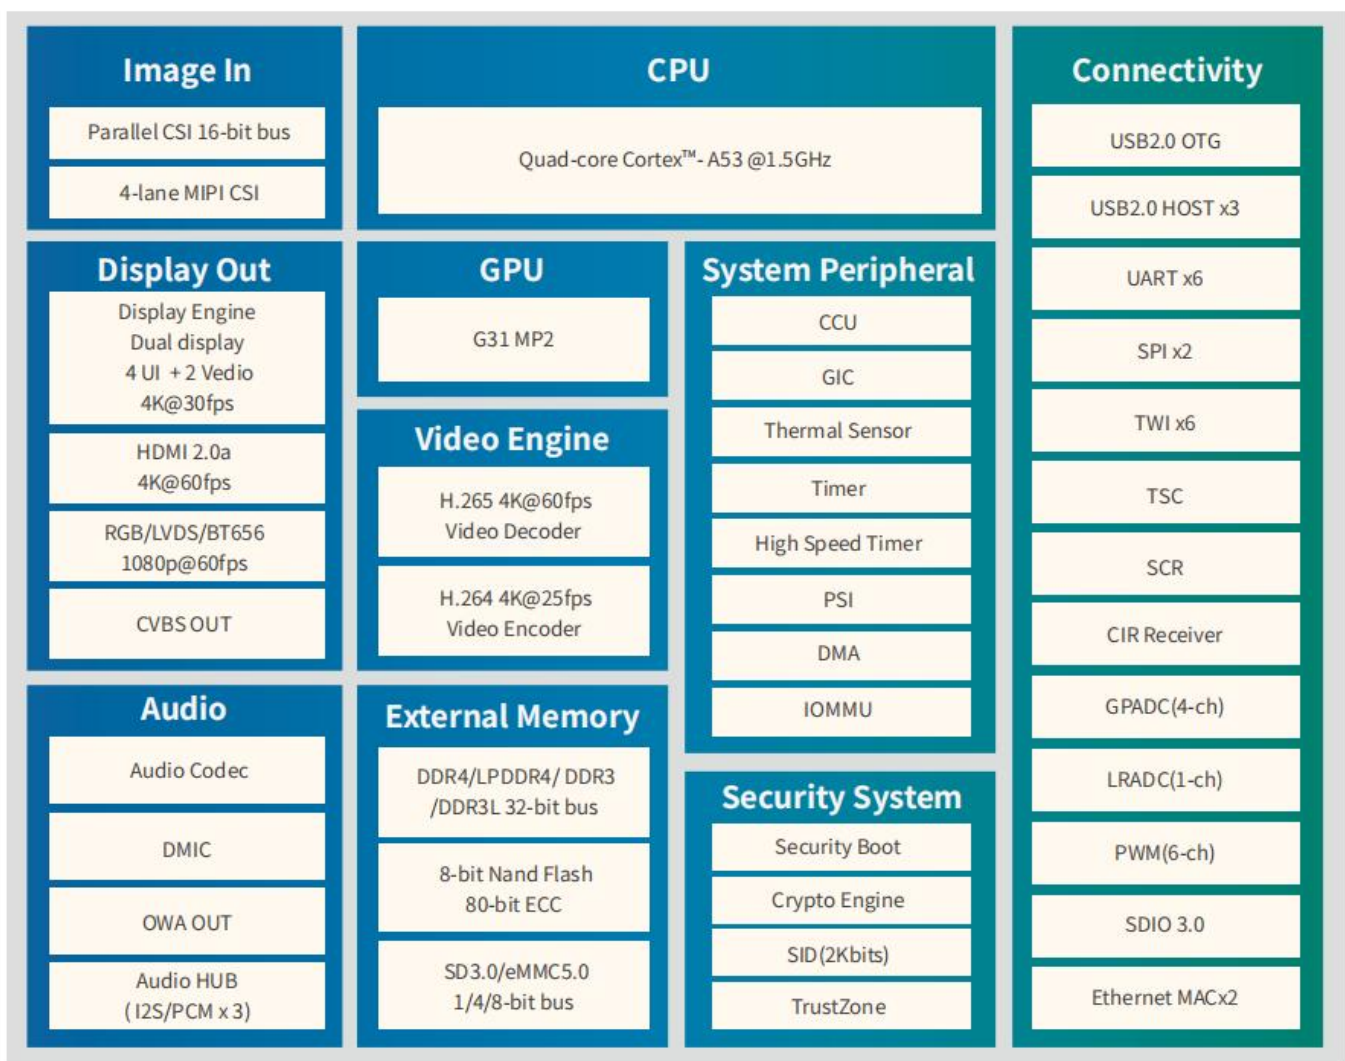 Image In
Parallel CSI 16-bit bus
4-lane MIPI CSI
CPU
Quad-core Cortex™- A53 @1.5GHz
Connectivity
USB2.0 OTG
USB2.0 HOST x3
UART x6
SPI x2
TWI x6
TSC
SCR
CIR Receiver
GPADC(4-ch)
LRADC(1-ch)
PWM(6-ch)
SDIO 3.0
Ethernet MACx2
Display Out
Display Engine
Dual display
4 UI + 2 Vedio
4K@30fps
HDMI 2.0a
4K@60fps
RGB/LVDS/BT656
1080p@60fps
CVBS OUT
GPU
G31 MP2
Video Engine
H.265 4K@60fps
Video Decoder
H.264 4K@25fps
Video Encoder
System Peripheral
CCU
GIC
Thermal Sensor
Timer
High Speed Timer
PSI
DMA
IOMMU
Audio
Audio Codec
DMIC
OWA OUT
Audio HUB
( I2S/PCM x 3)
External Memory
DDR4/LPDDR4/ DDR3
/DDR3L 32-bit bus
8-bit Nand Flash
80-bit ECC
SD3.0/eMMC5.0
1/4/8-bit bus
Security System
Security Boot
Crypto Engine
SID(2Kbits)
TrustZone